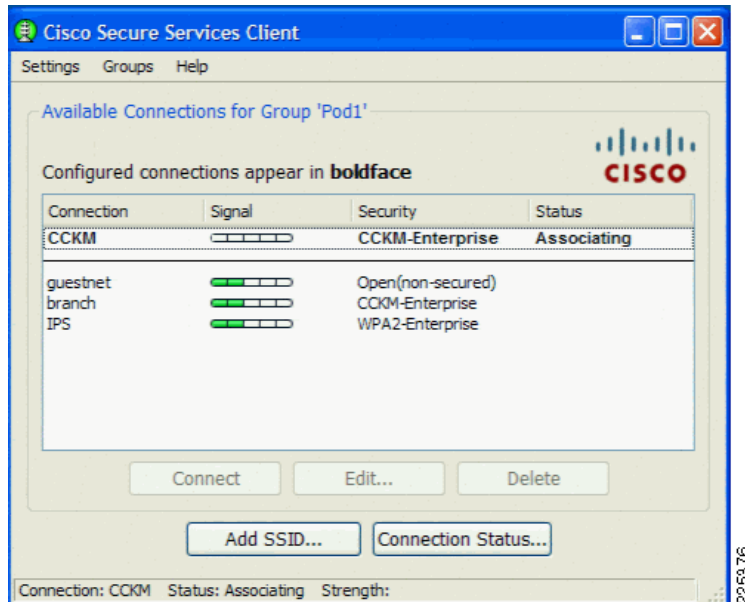 Cisco Secure Services Client
Settings Groups Help
Available Connections for Group 'Pod1'
CISCO
Configured connections appear in boldface
Connection Signal Security Status
CCKM CCKM-Enterprise Associating
guestnet Open(non-secured)
branch CCKM-Enterprise
IPS WPA2-Enterprise
Connect Edit... Delete
Add SSID... Connection Status...
Connection: CCKM Status: Associating Strength: